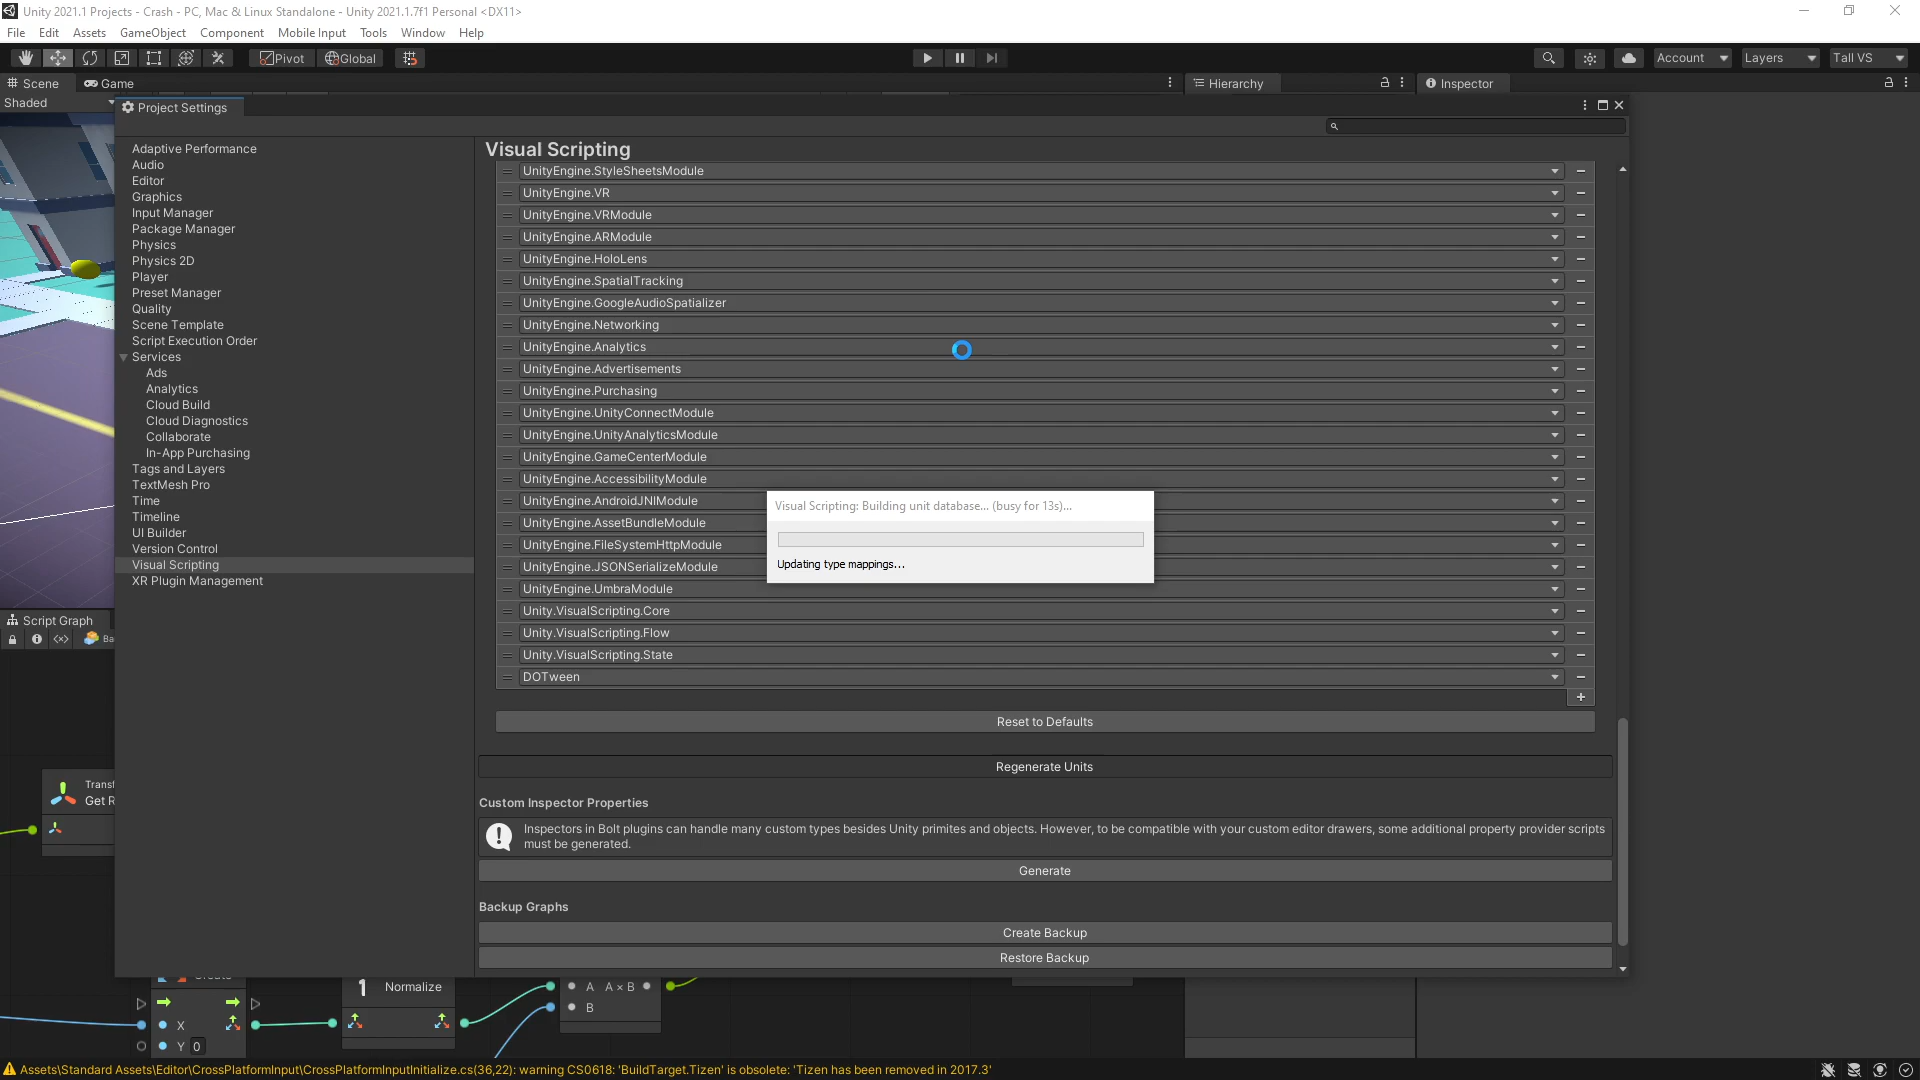 Unity 2021.1 Projects - Crash - PC, Mac & Linux Standalone - Unity 2021.1.7f1 Personal <DX11>
File Edit Assets GameObject Component Mobile Input Tools Window Help
Pivot Global Account Layers Tall VS
Scene Game Hierarchy Inspector
Shaded
Project Settings
Adaptive Performance
Audio
Editor
Graphics
Input Manager
Package Manager
Physics
Physics 2D
Player
Preset Manager
Quality
Scene Template
Script Execution Order
Services
Ads
Analytics
Cloud Build
Cloud Diagnostics
Collaborate
In-App Purchasing
Tags and Layers
TextMesh Pro
Time
Timeline
UI Builder
Version Control
Visual Scripting
XR Plugin Management
Visual Scripting
UnityEngine.StyleSheetsModule
UnityEngine.VR
UnityEngine.VRModule
UnityEngine.ARModule
UnityEngine.HoloLens
UnityEngine.SpatialTracking
UnityEngine.GoogleAudioSpatializer
UnityEngine.Networking
UnityEngine.Analytics
UnityEngine.Advertisements
UnityEngine.Purchasing
UnityEngine.UnityConnectModule
UnityEngine.UnityAnalyticsModule
UnityEngine.GameCenterModule
UnityEngine.AccessibilityModule
UnityEngine.AndroidJNIModule
UnityEngine.AssetBundleModule
UnityEngine.FileSystemHttpModule
UnityEngine.JSONSerializeModule
UnityEngine.UmbraModule
Unity.VisualScripting.Core
Unity.VisualScripting.Flow
Unity.VisualScripting.State
DOTween
Visual Scripting: Building unit database... (busy for 13s)...
Updating type mappings...
Reset to Defaults
Regenerate Units
Custom Inspector Properties
Inspectors in Bolt plugins can handle many custom types besides Unity primites and objects. However, to be compatible with your custom editor drawers, some additional property provider scripts
must be generated.
Generate
Backup Graphs
Create Backup
Restore Backup
Script Graph
Ba
Transf
Get R
Normalize
A A × B
B
X
Y 0
Assets\Standard Assets\Editor\CrossPlatformInput\CrossPlatformInputInitialize.cs(36,22): warning CS0618: 'BuildTarget.Tizen' is obsolete: 'Tizen has been removed in 2017.3'